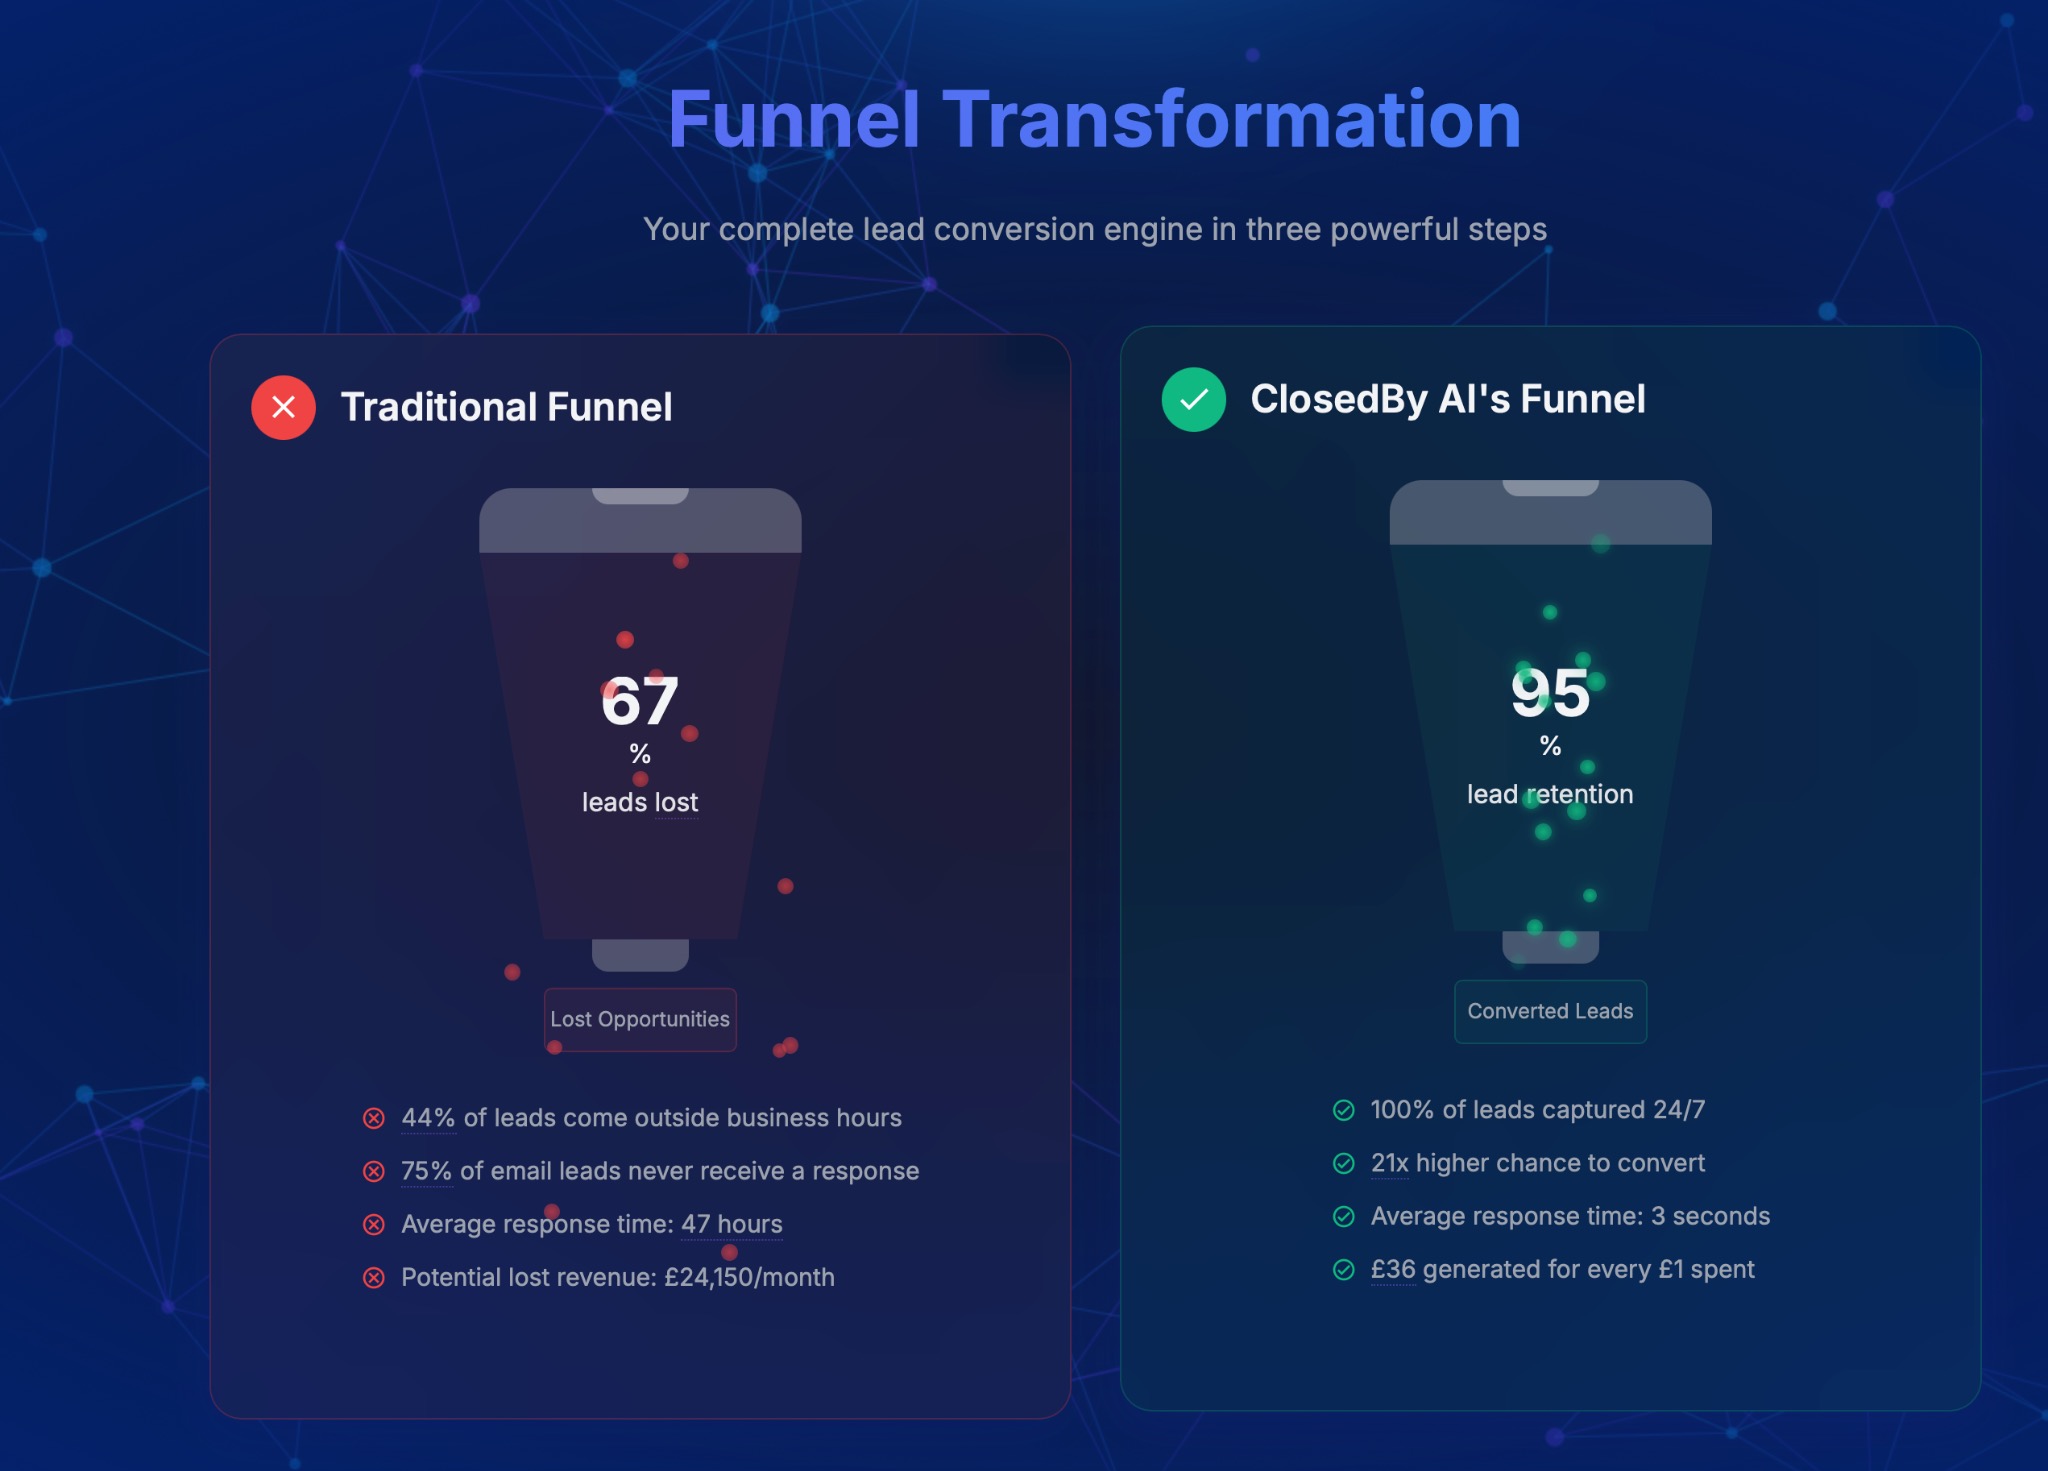 Funnel Transformation
Your complete lead conversion engine in three powerful steps
Traditional Funnel
67
%
leads lost
Lost Opportunities
44% of leads come outside business hours
75% of email leads never receive a response
Average response time: 47 hours
Potential lost revenue: £24,150/month
ClosedBy AI's Funnel
95
%
lead retention
Converted Leads
100% of leads captured 24/7
21x higher chance to convert
Average response time: 3 seconds
£36 generated for every £1 spent